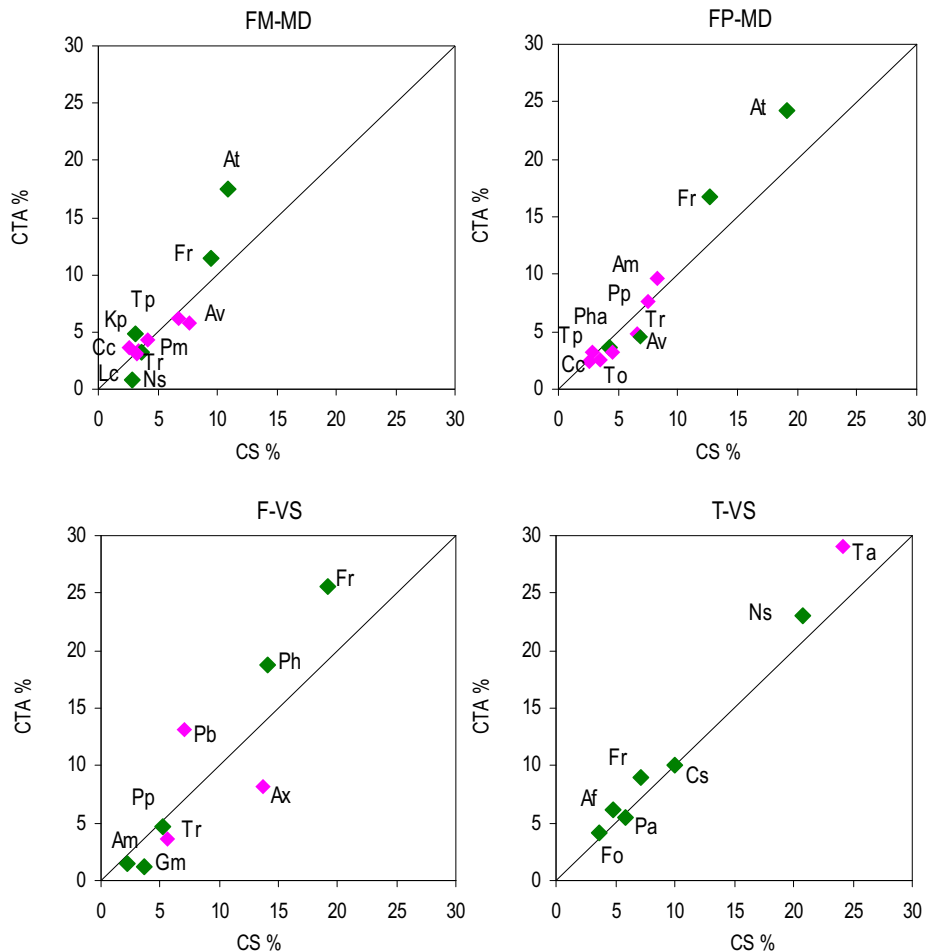 FM-MD
30
25
20
15
10
5
0
CTA %
At
Fr
Tp
Kp
Av
Cc
Pm
Tr
Lc
Ns
0 5 10 15 20 25 30
CS %
FP-MD
30
25
20
15
10
5
0
CTA %
At
Fr
Am
Pp
Pha
Tr
Tp
Av
Cc
To
0 5 10 15 20 25 30
CS %
F-VS
30
25
20
15
10
5
0
CTA %
Fr
Ph
Pb
Ax
Pp
Tr
Am
Gm
0 5 10 15 20 25 30
CS %
T-VS
30
25
20
15
10
5
0
CTA %
Ta
Ns
Fr
Cs
Af
Pa
Fo
0 5 10 15 20 25 30
CS %